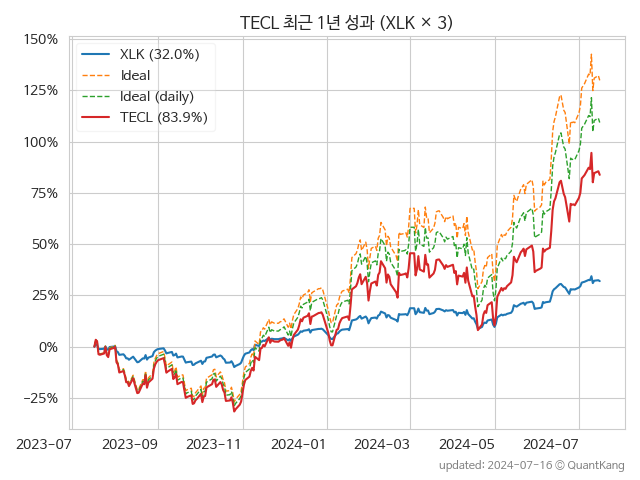 TECL 최근 1년 성과 (XLK × 3)
150%
125%
100%
75%
50%
25%
0%
−25%
XLK (32.0%)
Ideal
Ideal (daily)
TECL (83.9%)
2023-07
2023-09
2023-11
2024-01
2024-03
2024-05
2024-07
updated: 2024-07-16 © QuantKang